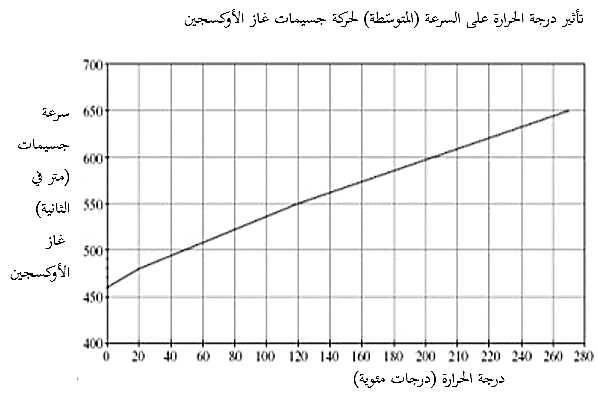 تأثير درجة الحرارة على السرعة (المتوسّطة) لحركة جسيمات غاز الأوكسجين
سرعة
جسيمات
(متر في
الثانية)
غاز
الأوكسجين
700
650
600
550
500
450
400
0 20 40 60 80 100 120 140 160 180 200 220 240 260 280
درجة الحرارة (درجات مئوية)